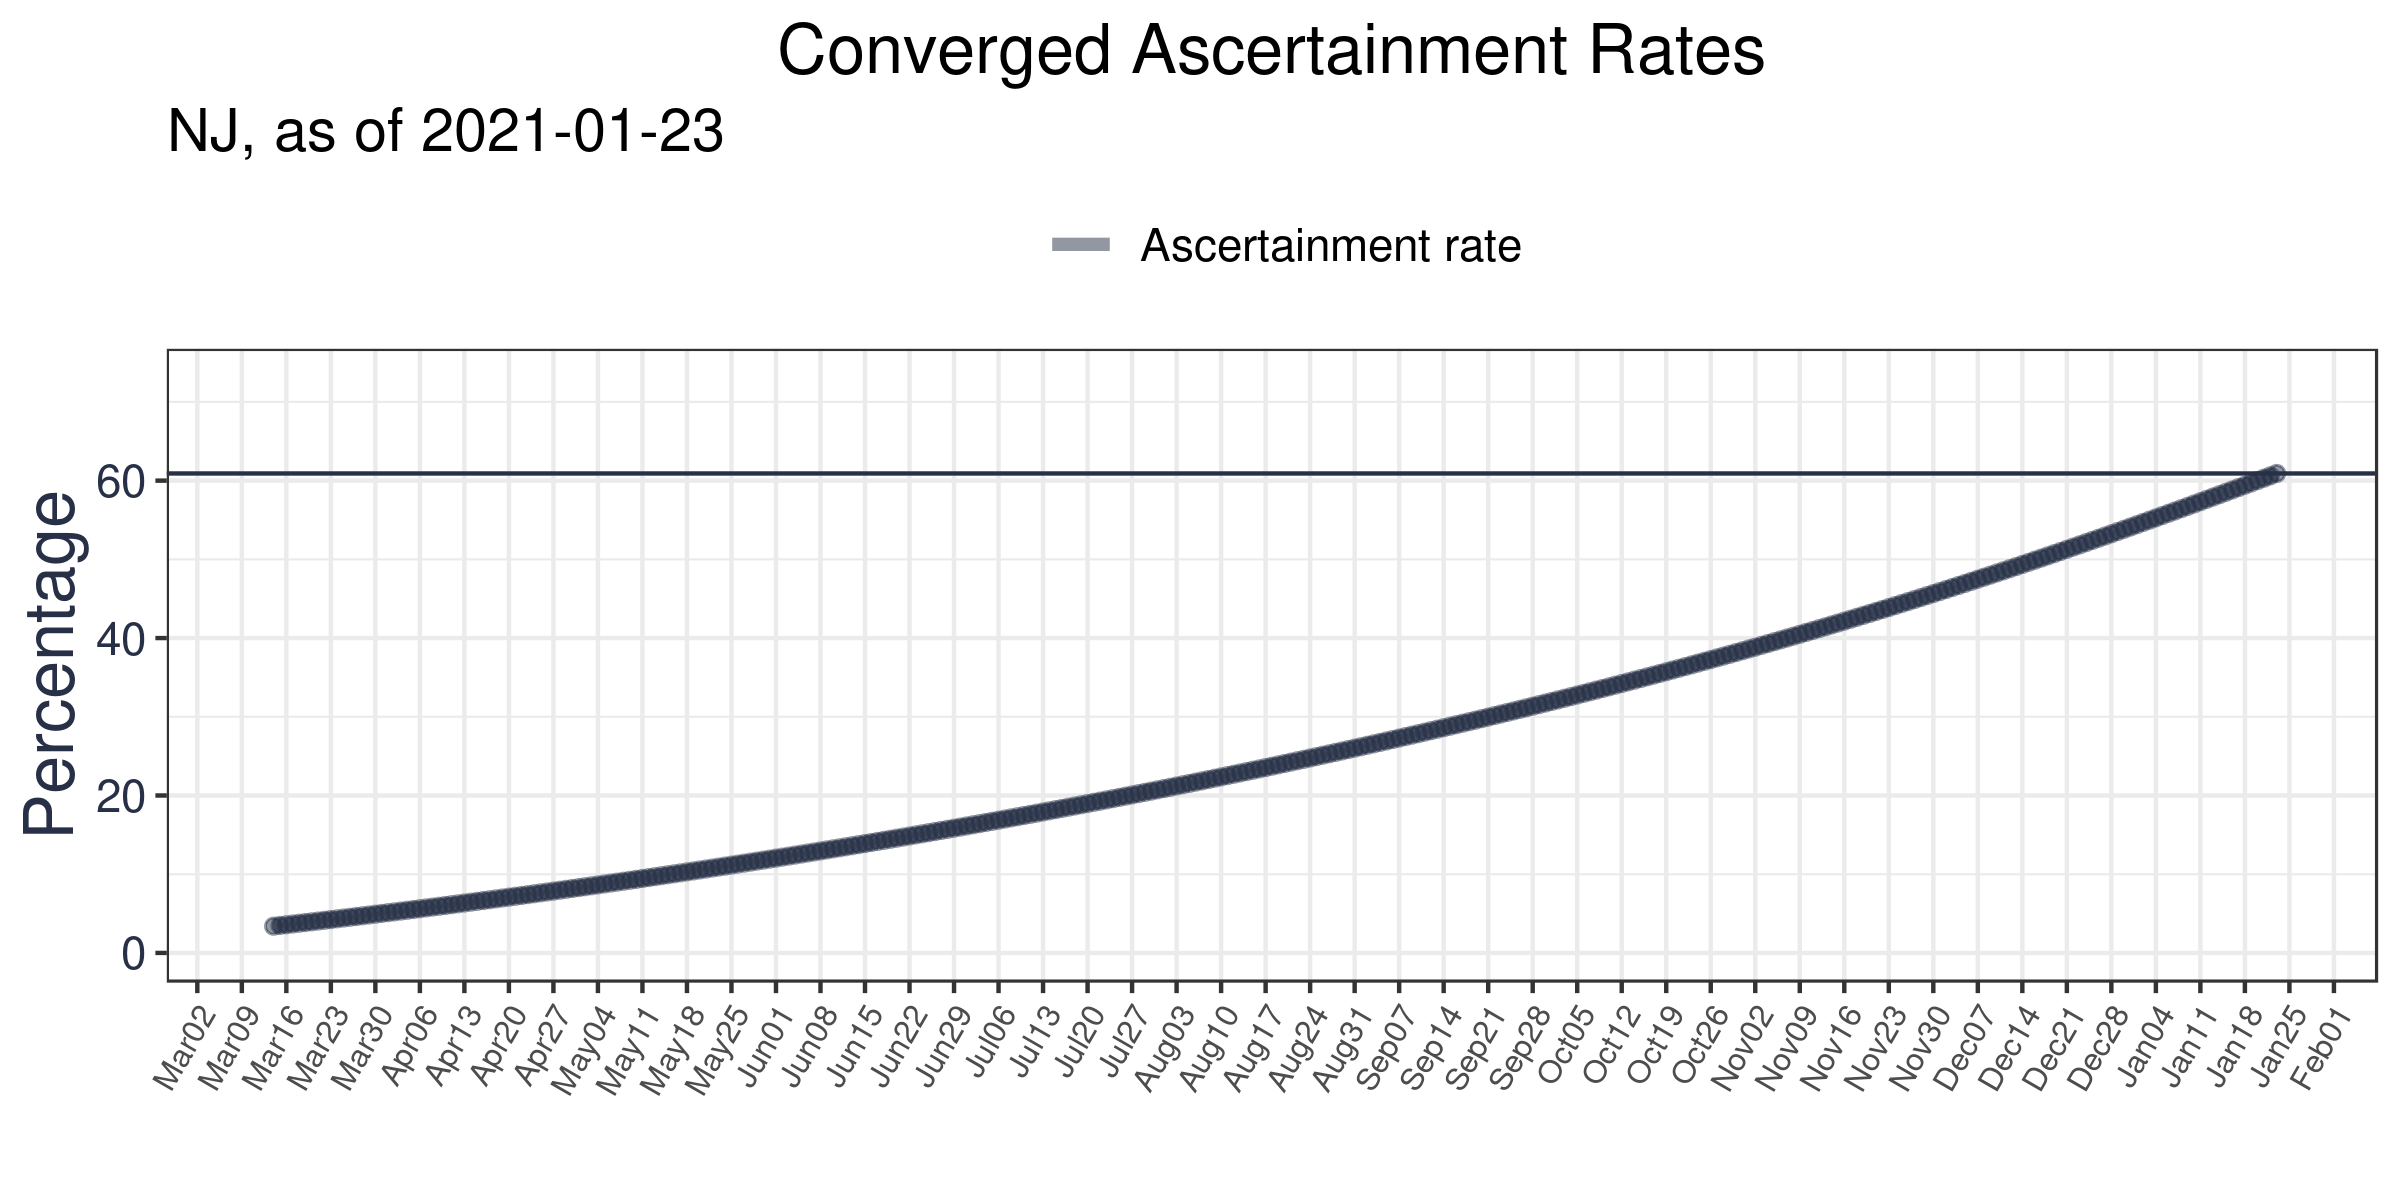 Converged Ascertainment Rates
NJ, as of 2021-01-23
Ascertainment rate
Percentage
60
40
20
0
Mar02 Mar09 Mar16 Mar23 Mar30 Apr06 Apr13 Apr20 Apr27 May04 May11 May18 May25 Jun01 Jun08 Jun15 Jun22 Jun29 Jul06 Jul13 Jul20 Jul27 Aug03 Aug10 Aug17 Aug24 Aug31 Sep07 Sep14 Sep21 Sep28 Oct05 Oct12 Oct19 Oct26 Nov02 Nov09 Nov16 Nov23 Nov30 Dec07 Dec14 Dec21 Dec28 Jan04 Jan11 Jan18 Jan25 Feb01